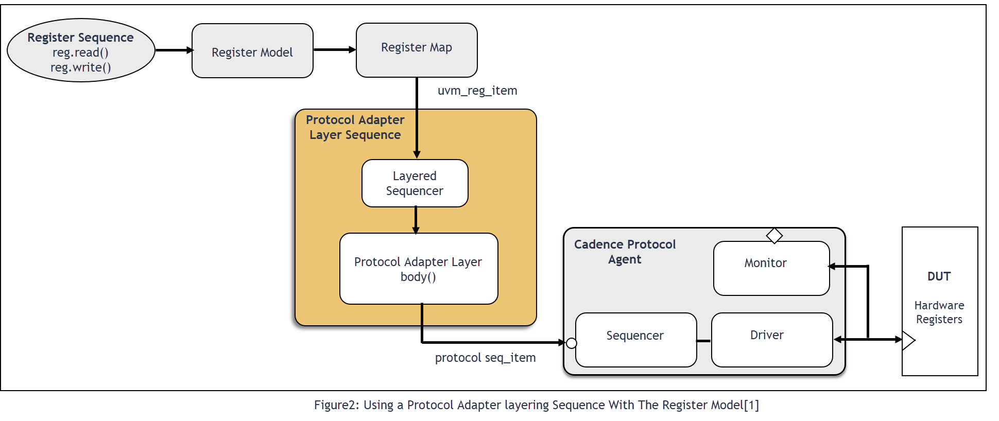 Register Sequence
reg.read()
reg.write()
Register Model
Register Map
uvm_reg_item
Protocol Adapter
Layer Sequence
Layered
Sequencer
Protocol Adapter Layer
body()
protocol seq_item
Cadence Protocol
Agent
Monitor
Sequencer
Driver
DUT
Hardware
Registers
Figure2: Using a Protocol Adapter layering Sequence With The Register Model[1]